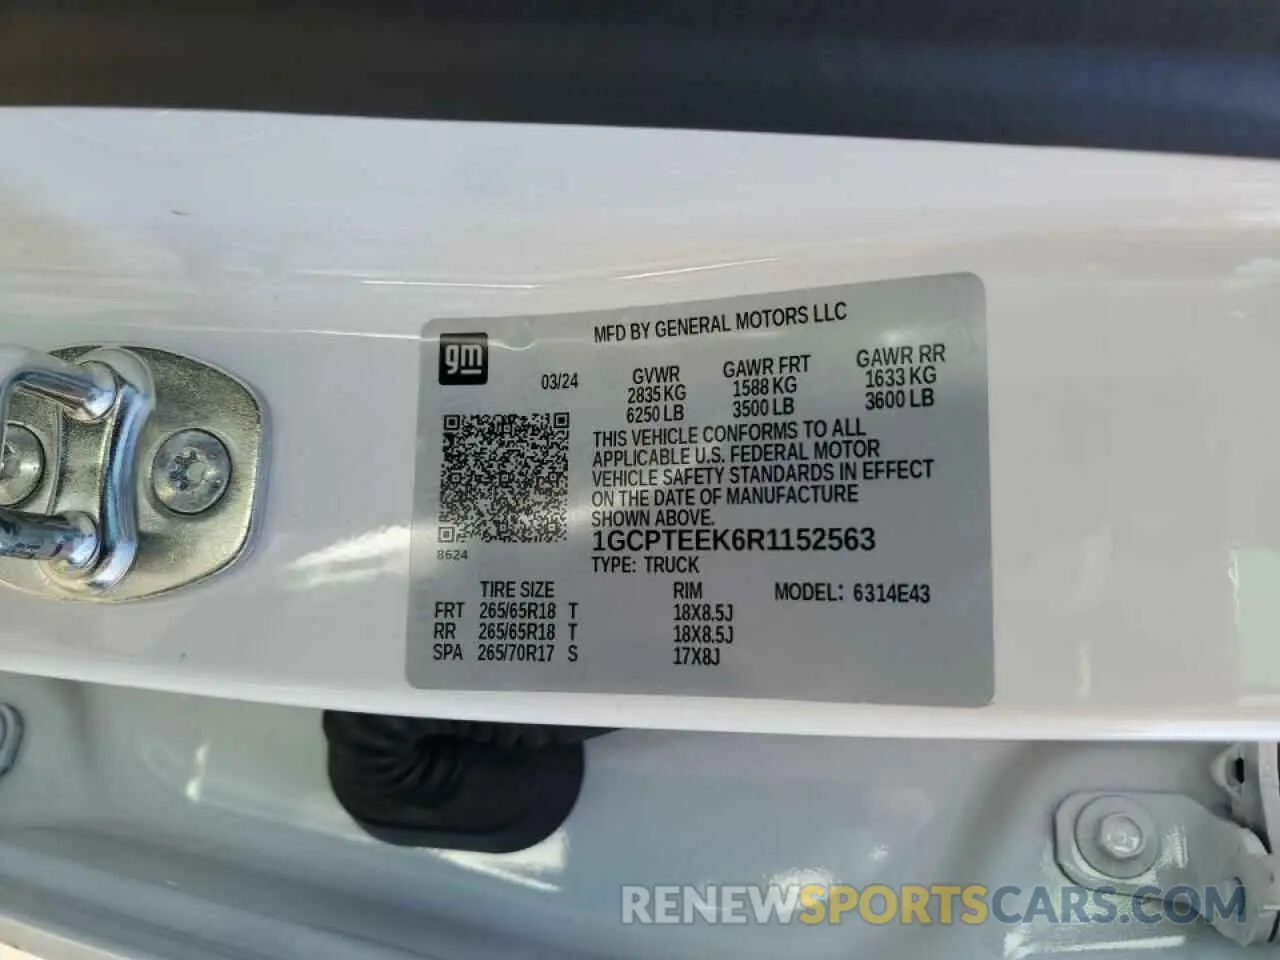 gm
MFD BY GENERAL MOTORS LLC
03/24
GVWR GAWR FRT GAWR RR
2835 KG 1588 KG 1633 KG
6250 LB 3500 LB 3600 LB
THIS VEHICLE CONFORMS TO ALL
APPLICABLE U.S. FEDERAL MOTOR
VEHICLE SAFETY STANDARDS IN EFFECT
ON THE DATE OF MANUFACTURE
SHOWN ABOVE.
8624
1GCPTEEK6R1152563
TYPE: TRUCK
TIRE SIZE RIM MODEL: 6314E43
FRT 265/65R18 T 18X8.5J
RR 265/65R18 T 18X8.5J
SPA 265/70R17 S 17X8J
RENEWSPORTSCARS.COM